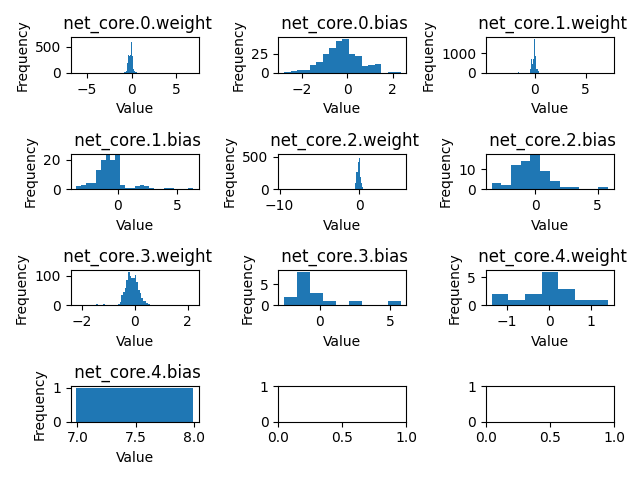 net_core.0.weight
Frequency
500
0
−5
0
5
Value
net_core.0.bias
Frequency
25
0
−2
0
2
Value
net_core.1.weight
Frequency
1000
0
0
5
Value
net_core.1.bias
Frequency
20
0
0
5
Value
net_core.2.weight
Frequency
500
0
−10
0
Value
net_core.2.bias
Frequency
10
0
0
5
Value
net_core.3.weight
Frequency
100
0
−2
0
2
Value
net_core.3.bias
Frequency
5
0
0
5
Value
net_core.4.weight
Frequency
5
0
−1
0
1
Value
net_core.4.bias
Frequency
1
0
7.0
7.5
8.0
Value
1
0
0.0
0.5
1.0
1
0
0.0
0.5
1.0